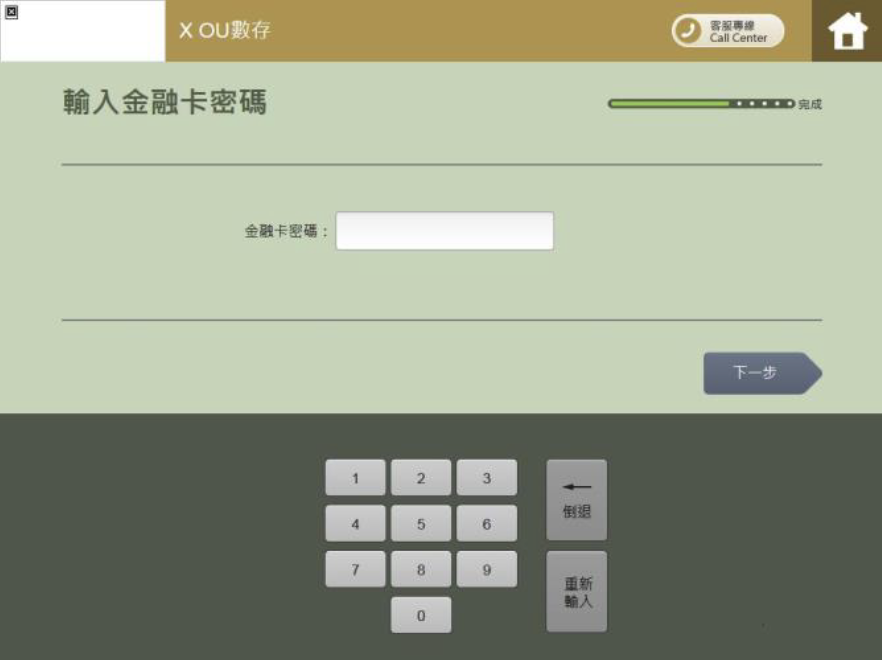 X OU數存
客服專線
Call Center
輸入金融卡密碼
完成
金融卡密碼：
下一步
1 2 3
4 5 6
7 8 9
0
倒退
重新
輸入